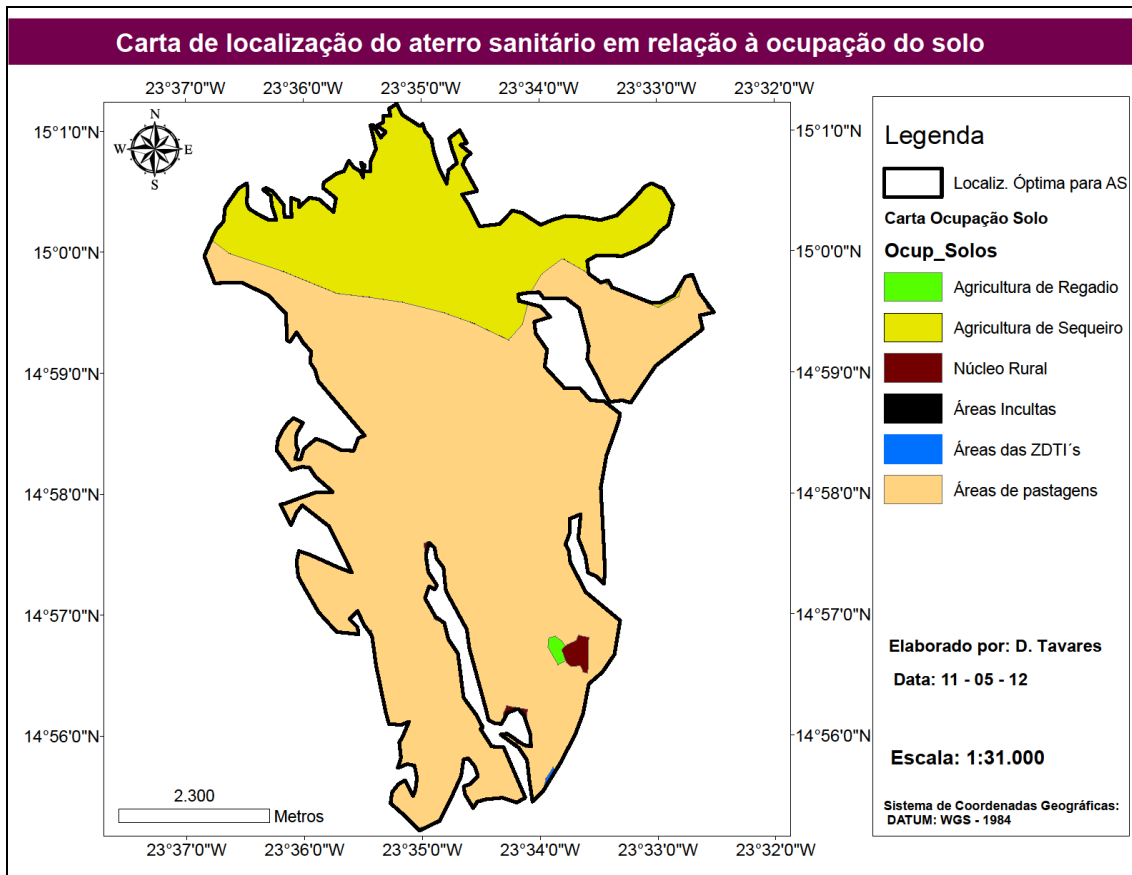 Carta de localização do aterro sanitário em relação à ocupação do solo
23°37'0"W 23°36'0"W 23°35'0"W 23°34'0"W 23°33'0"W 23°32'0"W
N
W E
S
15°1'0"N 15°1'0"N
15°0'0"N 15°0'0"N
14°59'0"N 14°59'0"N
14°58'0"N 14°58'0"N
14°57'0"N 14°57'0"N
14°56'0"N 14°56'0"N
2.300
Metros
23°37'0"W 23°36'0"W 23°35'0"W 23°34'0"W 23°33'0"W 23°32'0"W
Legenda
Localiz. Óptima para AS
Carta Ocupação Solo
Ocup_Solos
Agricultura de Regadio
Agricultura de Sequeiro
Núcleo Rural
Áreas Incultas
Áreas das ZDTI´s
Áreas de pastagens
Elaborado por: D. Tavares
Data: 11 - 05 - 12
Escala: 1:31.000
Sistema de Coordenadas Geográficas:
DATUM: WGS - 1984